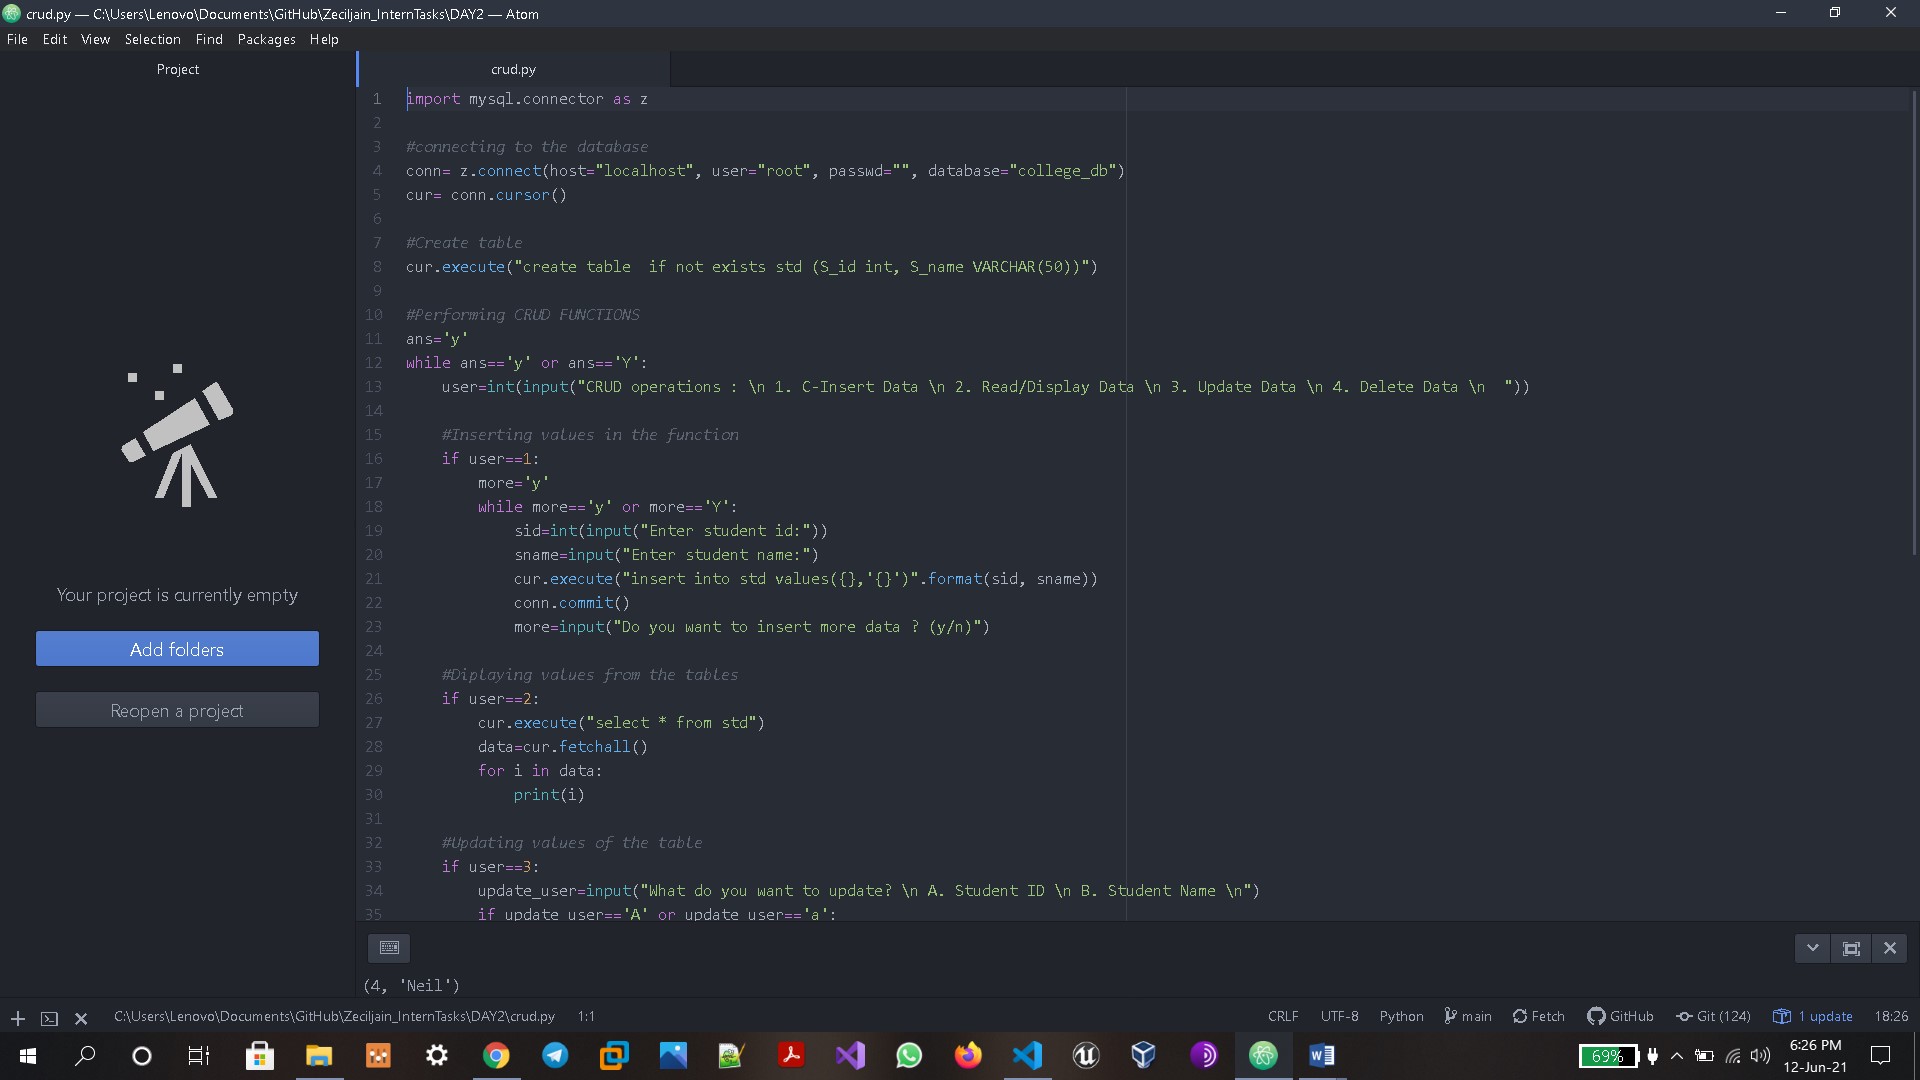 crud.py — C:\Users\Lenovo\Documents\GitHub\Zeciljain_InternTasks\DAY2 — Atom
File Edit View Selection Find Packages Help
Project
crud.py
1 import mysql.connector as z
2
3 #connecting to the database
4 conn= z.connect(host="localhost", user="root", passwd="", database="college_db")
5 cur= conn.cursor()
6
7 #Create table
8 cur.execute("create table  if not exists std (S_id int, S_name VARCHAR(50))")
9
10 #Performing CRUD FUNCTIONS
11 ans='y'
12 while ans=='y' or ans=='Y':
13     user=int(input("CRUD operations : \n 1. C-Insert Data \n 2. Read/Display Data \n 3. Update Data \n 4. Delete Data \n  "))
14
15     #Inserting values in the function
16     if user==1:
17         more='y'
18         while more=='y' or more=='Y':
19             sid=int(input("Enter student id:"))
20             sname=input("Enter student name:")
21             cur.execute("insert into std values({},'{}')".format(sid, sname))
22             conn.commit()
23             more=input("Do you want to insert more data ? (y/n)")
24
25     #Diplaying values from the tables
26     if user==2:
27         cur.execute("select * from std")
28         data=cur.fetchall()
29         for i in data:
30             print(i)
31
32     #Updating values of the table
33     if user==3:
34         update_user=input("What do you want to update? \n A. Student ID \n B. Student Name \n")
35         if update_user=='A' or update_user=='a':
Your project is currently empty
Add folders
Reopen a project
(4, 'Neil')
C:\Users\Lenovo\Documents\GitHub\Zeciljain_InternTasks\DAY2\crud.py 1:1 CRLF UTF-8 Python main Fetch GitHub Git (124) 1 update 18:26
69%
6:26 PM
12-Jun-21